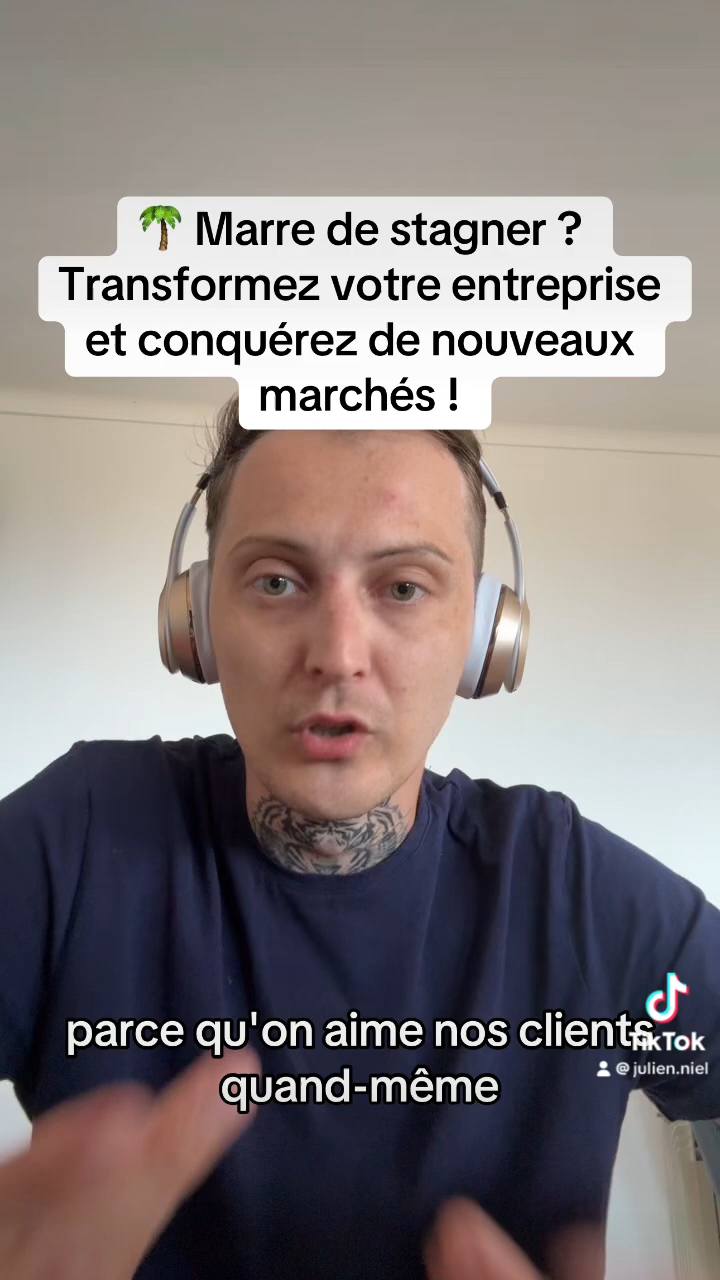 🌴 Marre de stagner ?
Transformez votre entreprise
et conquérez de nouveaux
marchés !
parce qu'on aime nos clients
quand-même
TikTok
@julien.niel